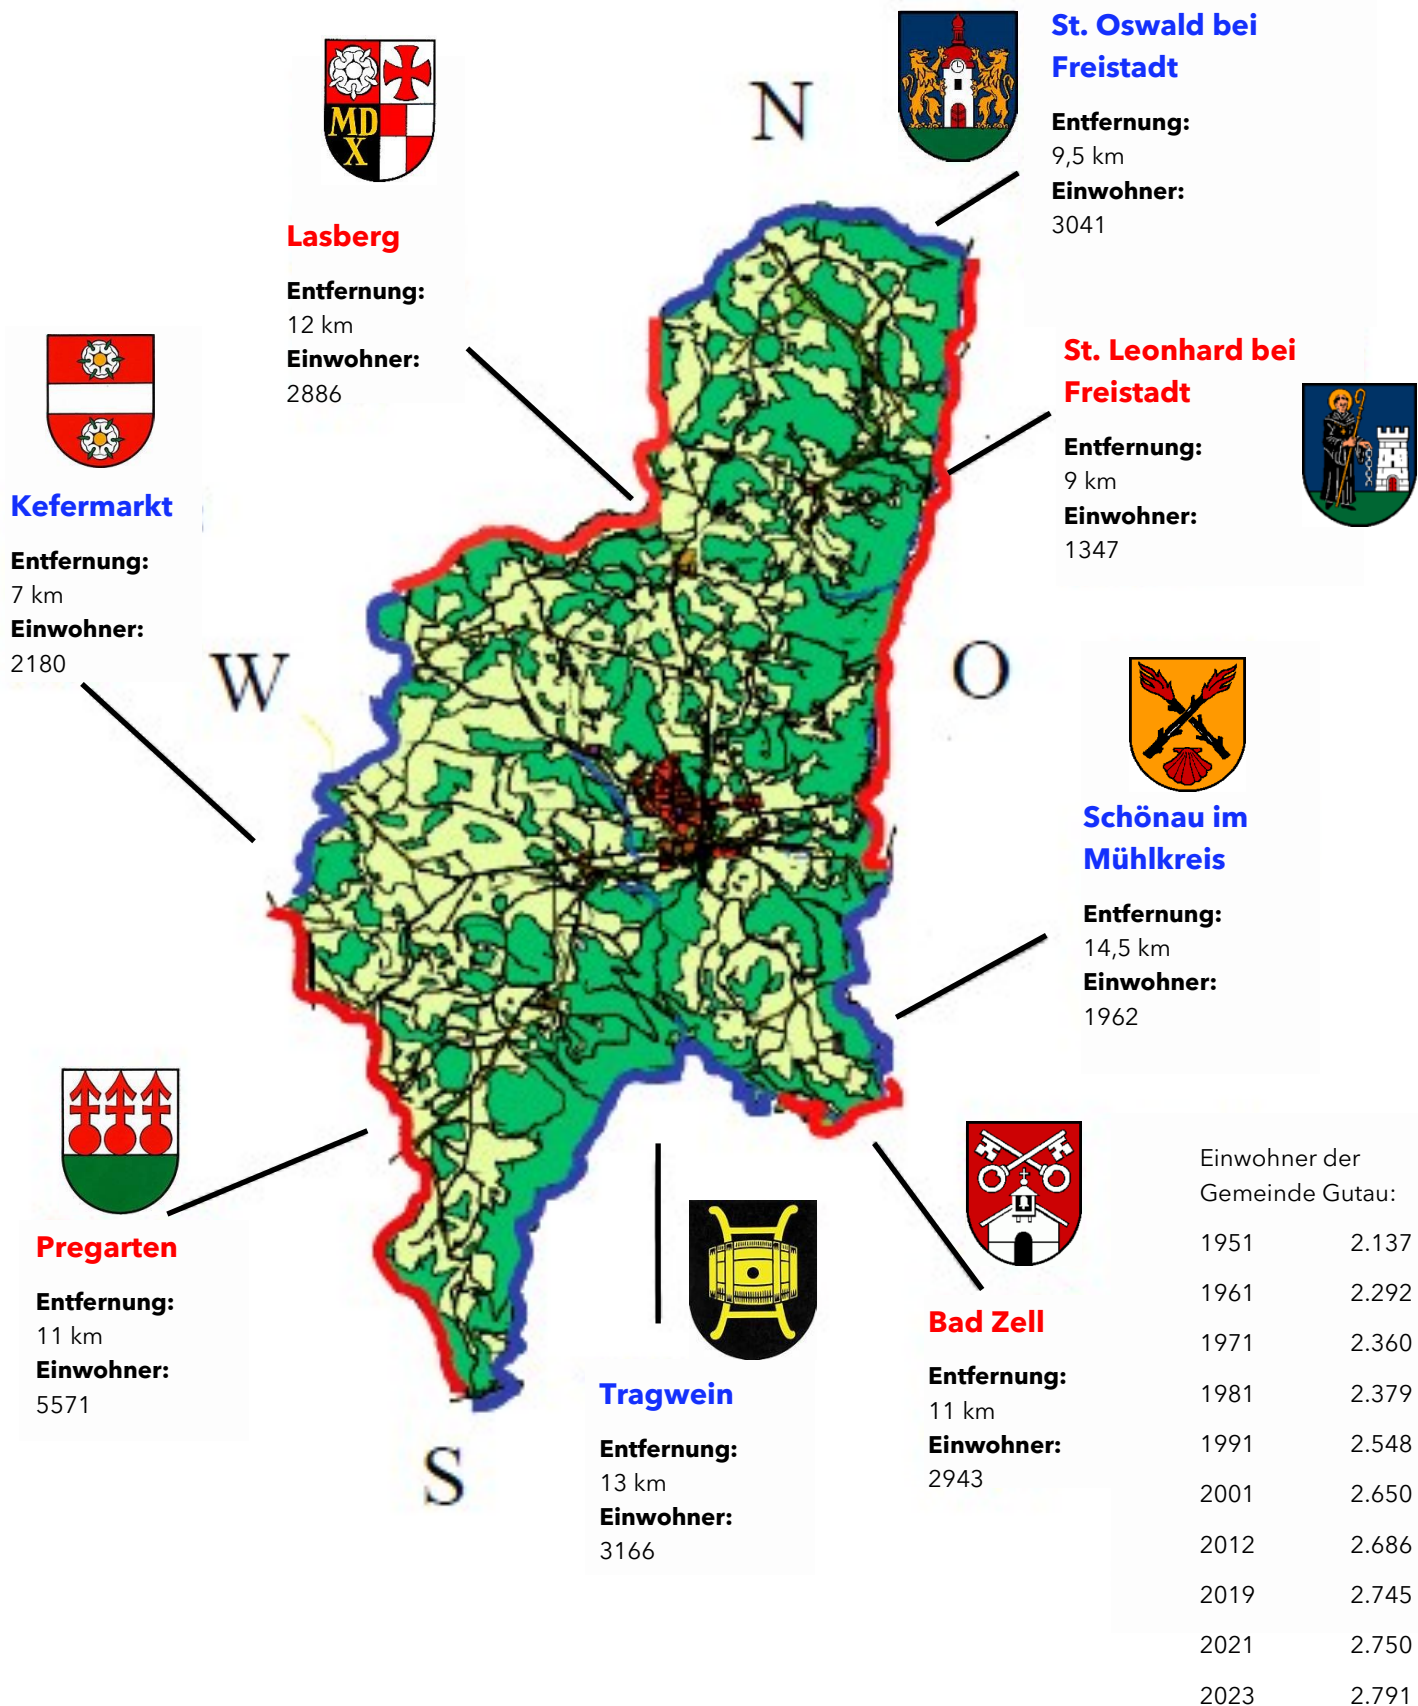 N
St. Oswald bei
Freistadt
Entfernung:
9,5 km
Einwohner:
3041
MD
X
Lasberg
Entfernung:
12 km
Einwohner:
2886
St. Leonhard bei
Freistadt
Entfernung:
9 km
Einwohner:
1347
Kefermarkt
Entfernung:
7 km
Einwohner:
2180
W
O
Schönau im
Mühlkreis
Entfernung:
14,5 km
Einwohner:
1962
Pregarten
Entfernung:
11 km
Einwohner:
5571
S
Tragwein
Entfernung:
13 km
Einwohner:
3166
Bad Zell
Entfernung:
11 km
Einwohner:
2943
Einwohner der
Gemeinde Gutau:
1951 2.137
1961 2.292
1971 2.360
1981 2.379
1991 2.548
2001 2.650
2012 2.686
2019 2.745
2021 2.750
2023 2.791